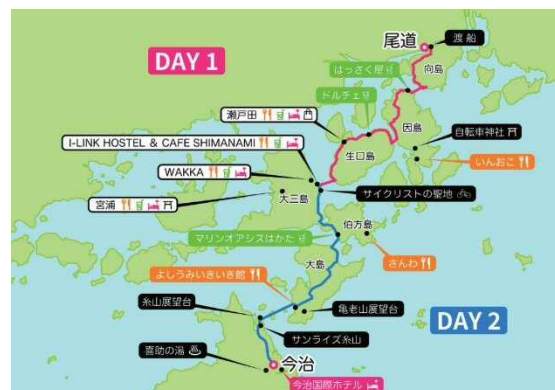 尾道
渡船
DAY 1
はっさく屋
向島
ドルチェ
瀬戸田
因島
自転車神社
I-LINK HOSTEL & CAFE SHIMANAMI
生口島
いんおこ
WAKKA
サイクリストの聖地
宮浦
大三島
伯方島
マリンオアシスはかた
さんわ
大島
よしうみいきいき館
糸山展望台
亀老山展望台
DAY 2
サンライズ糸山
喜助の湯
今治
今治国際ホテル